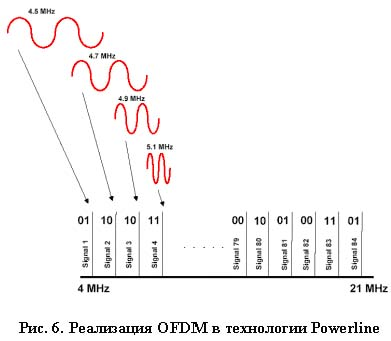 4.5 MHz
4.7 MHz
4.9 MHz
5.1 MHz
01 10 10 11 00 10 01 00 11 01
Signal 1 Signal 2 Signal 3 Signal 4 . . . . . Signal 79 Signal 80 Signal 81 Signal 82 Signal 83 Signal 84
4 MHz 21 MHz
Рис. 6. Реализация OFDM в технологии Powerline